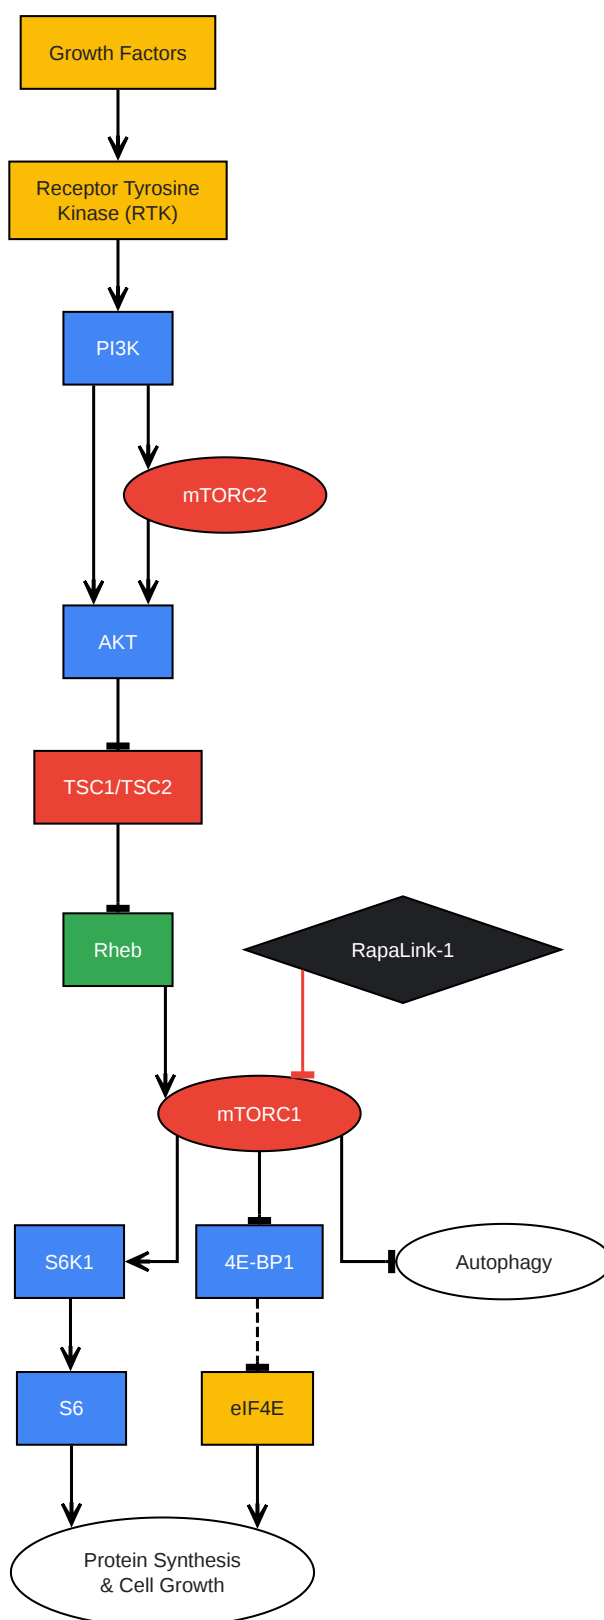 Growth Factors
Receptor Tyrosine
Kinase (RTK)
PI3K
mTORC2
AKT
TSC1/TSC2
Rheb
RapaLink-1
mTORC1
S6K1
4E-BP1
Autophagy
S6
eIF4E
Protein Synthesis
& Cell Growth